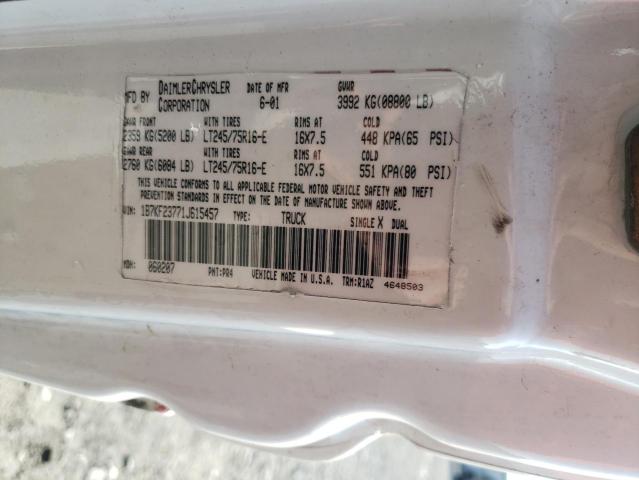 MFD BY DAIMLERCHRYSLER CORPORATION DATE OF MFR 6-01 GVWR 3992 KG(08800 LB)
GAWR FRONT WITH TIRES RIMS AT COLD
2359 KG(5200 LB) LT245/75R16-E 16X7.5 448 KPA(65 PSI)
GAWR REAR WITH TIRES RIMS AT COLD
2760 KG(6084 LB) LT245/75R16-E 16X7.5 551 KPA(80 PSI)
THIS VEHICLE CONFORMS TO ALL APPLICABLE FEDERAL MOTOR VEHICLE SAFETY AND THEFT
PREVENTION STANDARDS IN EFFECT ON THE DATE OF MANUFACTURE SHOWN ABOVE.
VIN: 1B7KF23771J615457 TYPE: TRUCK SINGLE X DUAL
MDH: 060207 PNT:PR4 VEHICLE MADE IN U.S.A. TRM:R1AZ 4648503